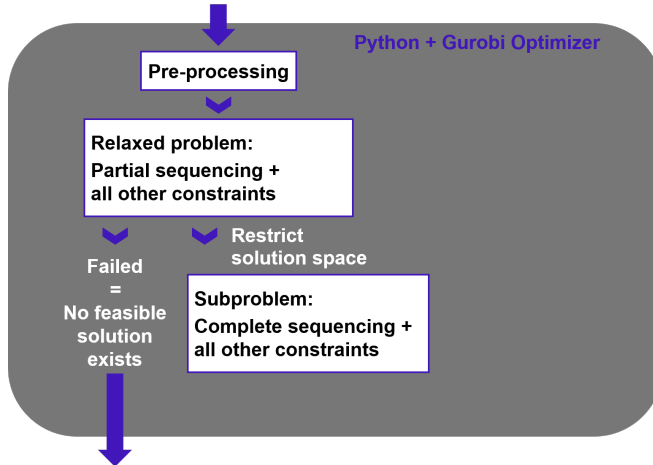 Python + Gurobi Optimizer
Pre-processing
Relaxed problem:
Partial sequencing +
all other constraints
Restrict
solution space
Failed
=
No feasible
solution
exists
Subproblem:
Complete sequencing +
all other constraints